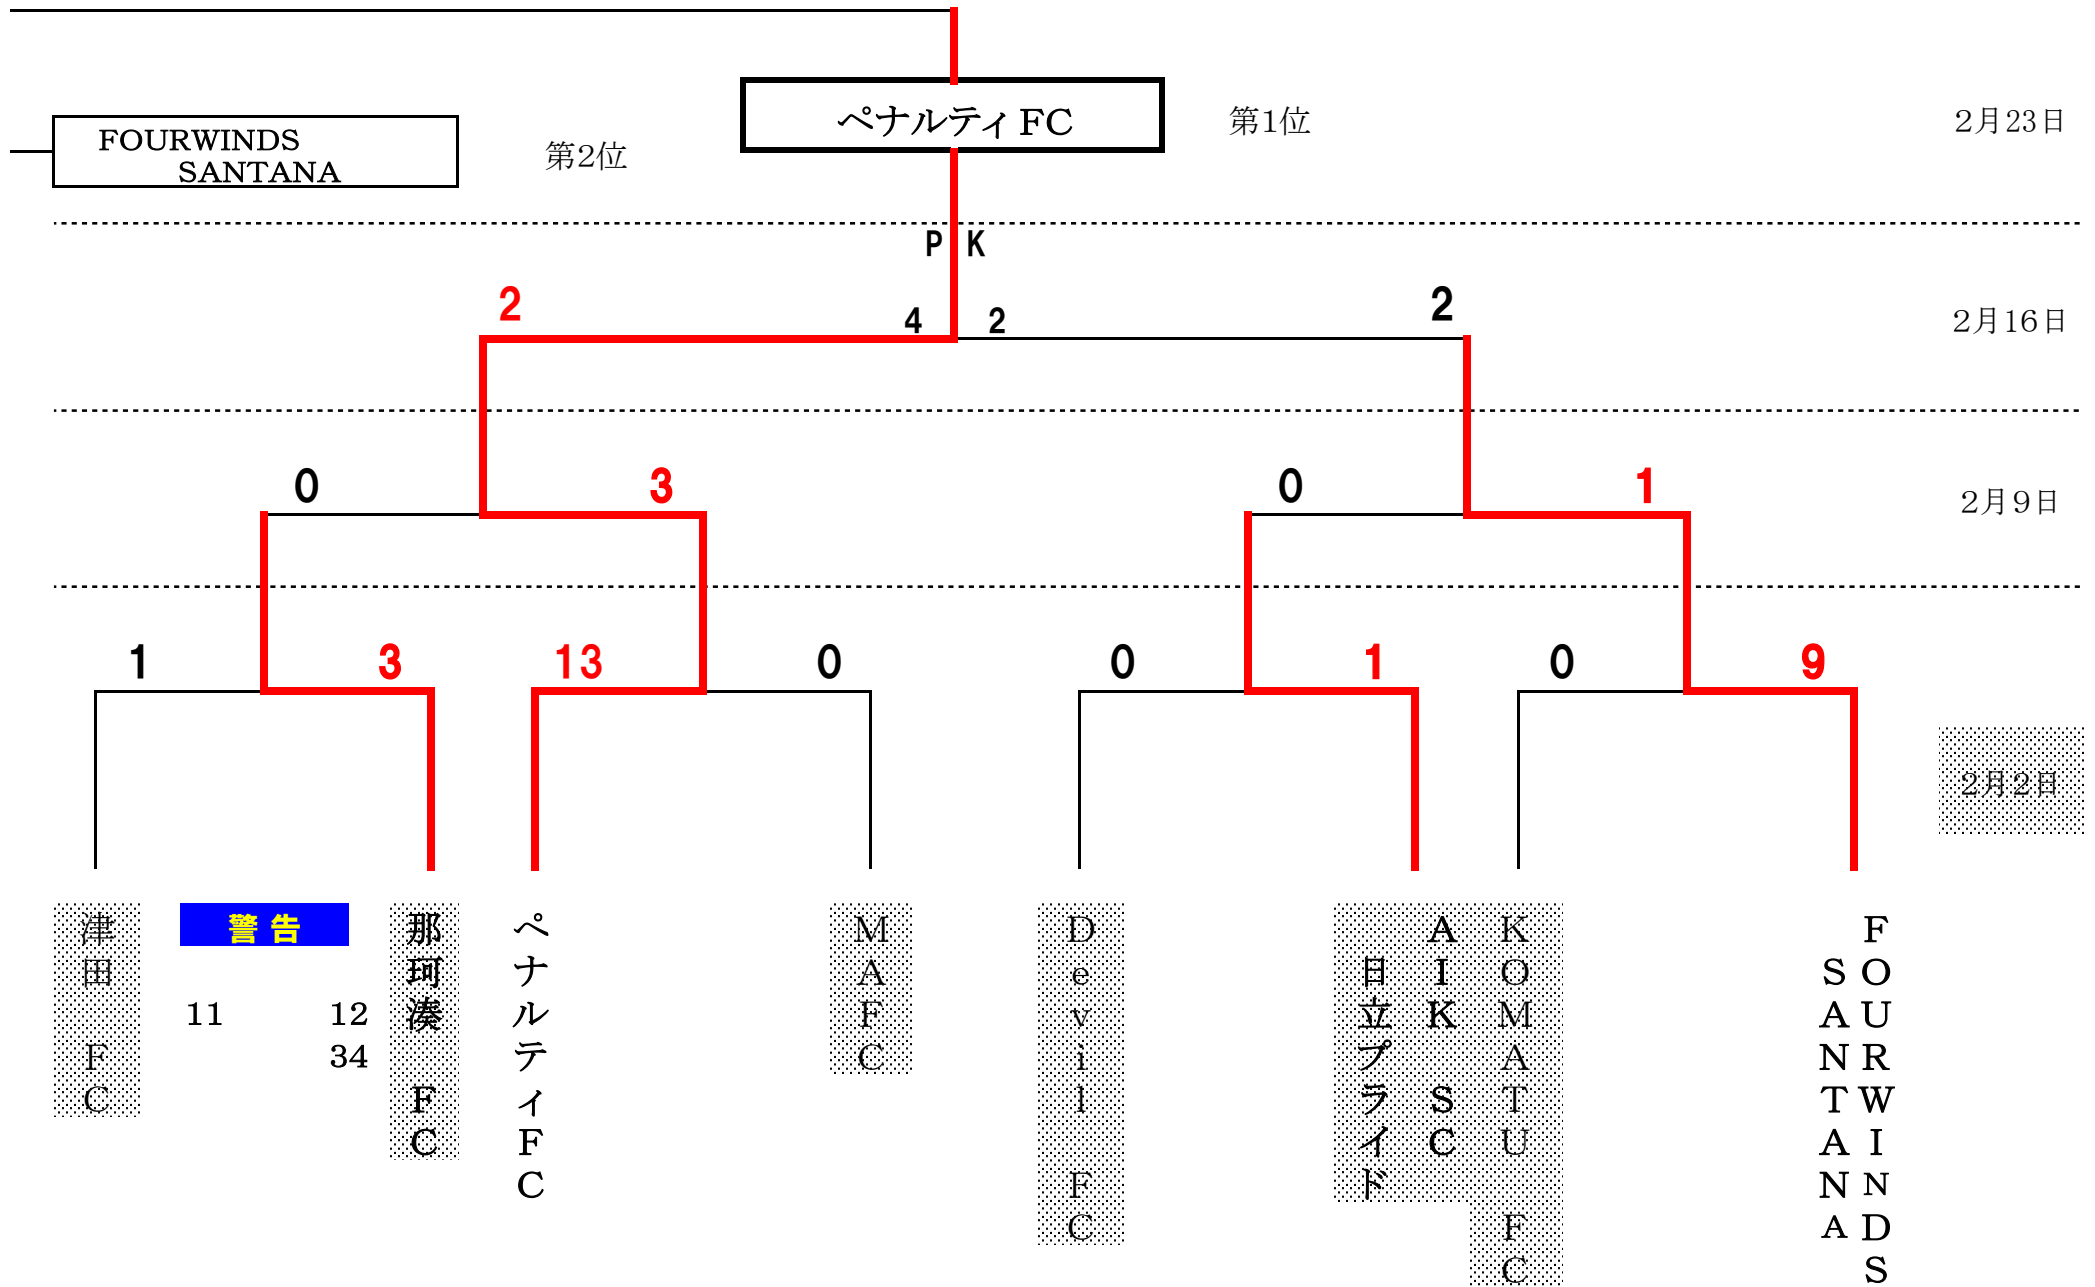 ペナルティ FC
第1位
2月23日
FOURWINDS
SANTANA
第2位
P K
2
4 2
2
2月16日
0
3
0
1
2月9日
1
3
13
0
0
1
0
9
2月2日
津田 FC
警告
11 12
34
那珂湊 FC
ペナルティFC
MAFC
Devil FC
AIK SC
日立プライド
KOMATU FC
FOURWINDS
SANTANA